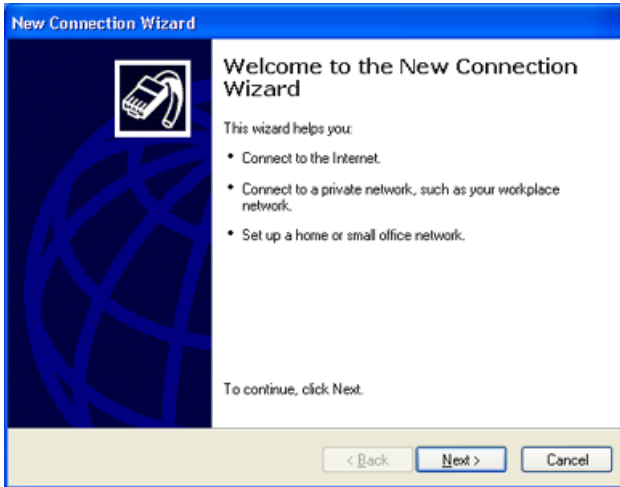 New Connection Wizard
Welcome to the New Connection
Wizard
This wizard helps you:
• Connect to the Internet.
• Connect to a private network, such as your workplace
network.
• Set up a home or small office network.
To continue, click Next.
< Back Next > Cancel